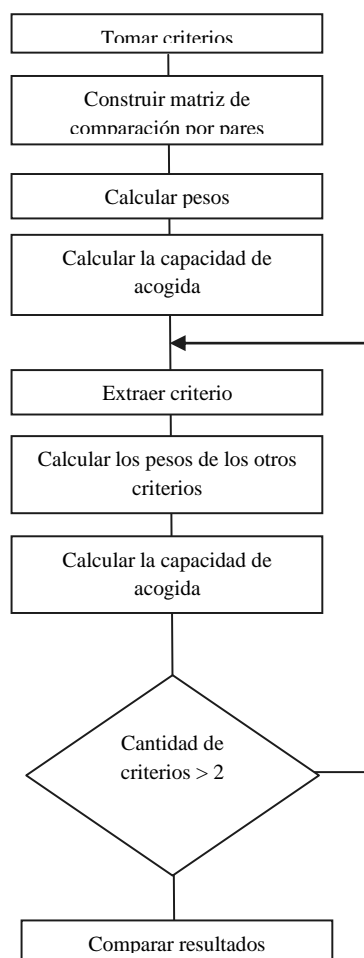 Tomar criterios
Construir matriz de
comparación por pares
Calcular pesos
Calcular la capacidad de
acogida
Extraer criterio
Calcular los pesos de los otros
criterios
Calcular la capacidad de
acogida
Cantidad de
criterios > 2
Comparar resultados